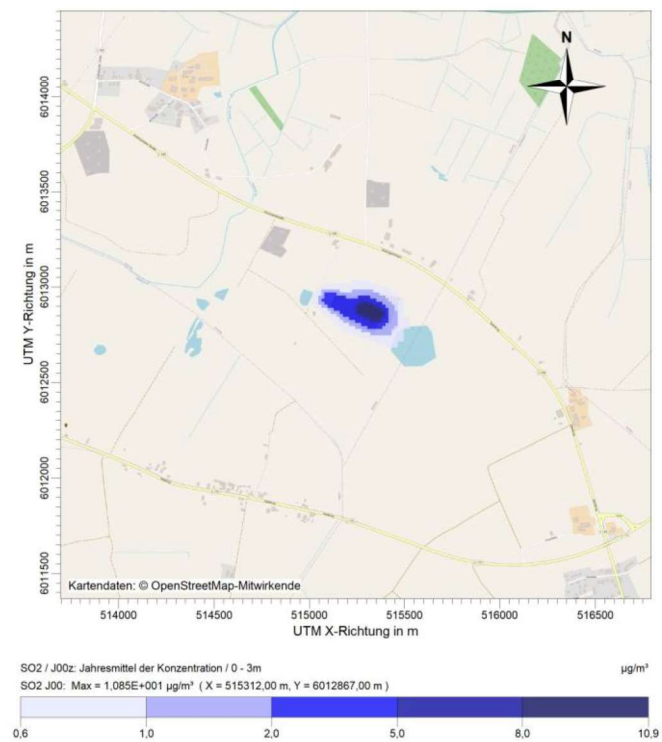 N
6014000
6013500
6013000
6012500
6012000
6011500
UTM Y-Richtung in m
Kartendaten: © OpenStreetMap-Mitwirkende
514000 514500 515000 515500 516000 516500
UTM X-Richtung in m
SO2 / J00z: Jahresmittel der Konzentration / 0 - 3m µg/m³
SO2 J00: Max = 1,085E+001 µg/m³ ( X = 515312,00 m, Y = 6012867,00 m )
0,6 1,0 2,0 5,0 8,0 10,9